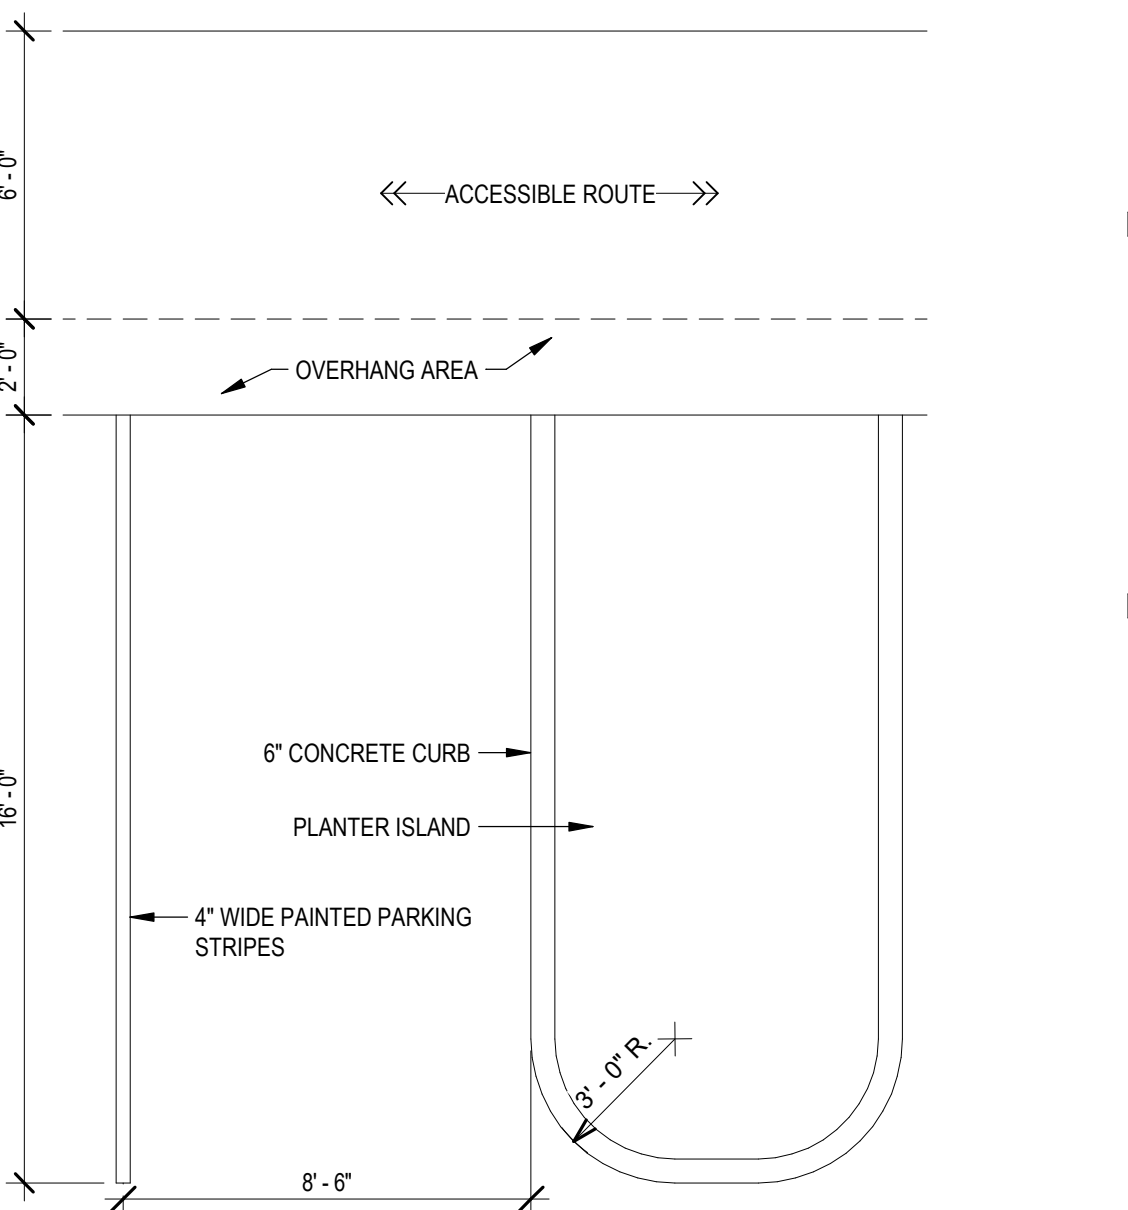 6' - 0"
ACCESSIBLE ROUTE
2' - 0"
OVERHANG AREA
6" CONCRETE CURB
16' - 0"
PLANTER ISLAND
4" WIDE PAINTED PARKING
STRIPES
3' - 0" R.
8' - 6"